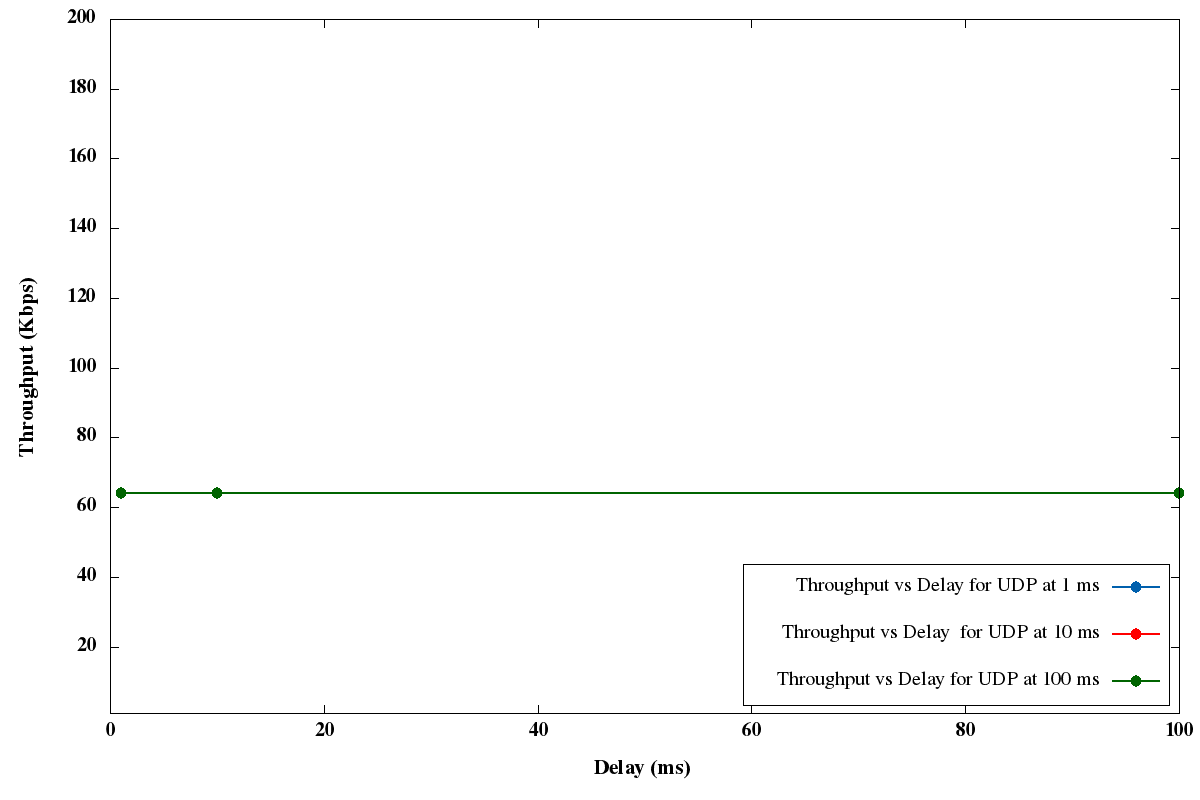 200
180
160
140
120
100
80
60
40
20
Throughput (Kbps)
Throughput vs Delay for UDP at 1 ms
Throughput vs Delay  for UDP at 10 ms
Throughput vs Delay for UDP at 100 ms
0 20 40 60 80 100
Delay (ms)